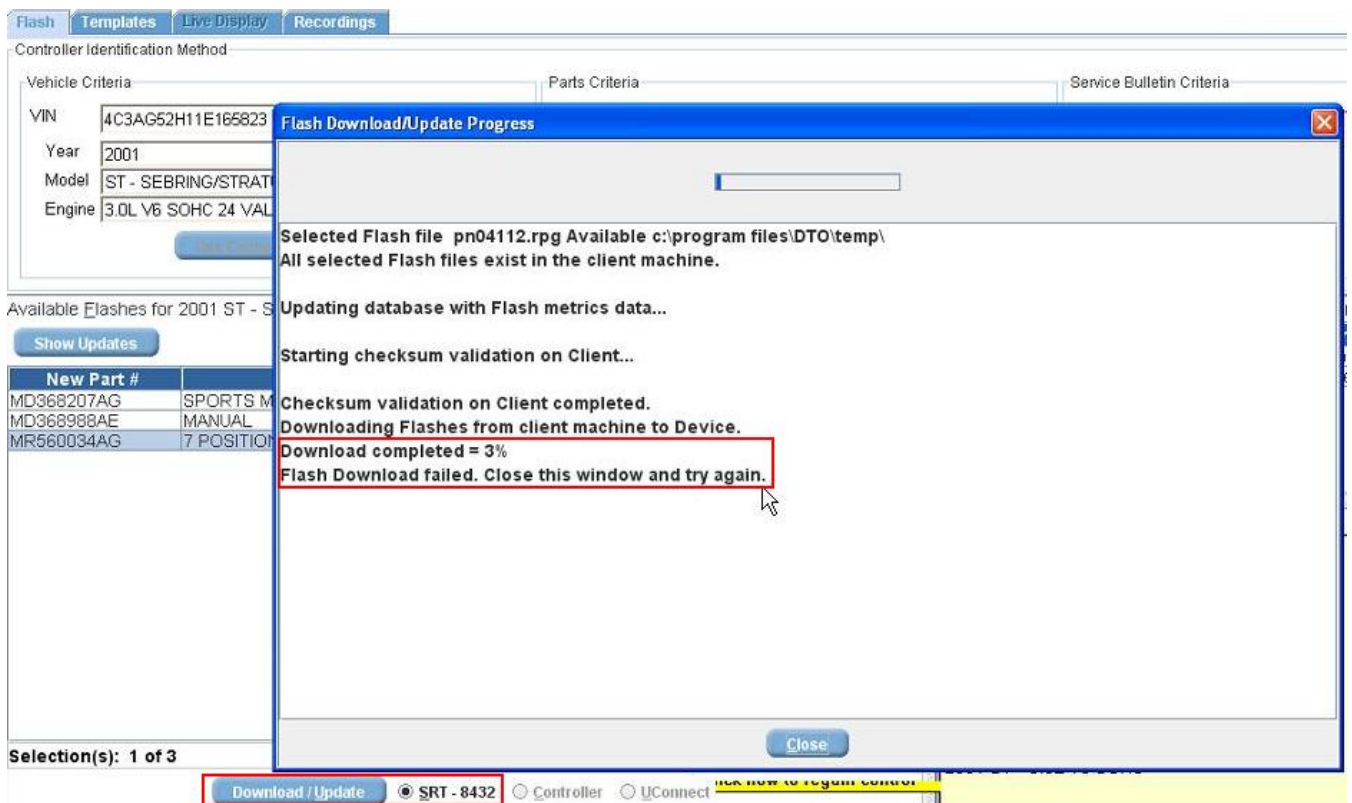 Flash Templates Live Display Recordings
Controller Identification Method
Vehicle Criteria Parts Criteria Service Bulletin Criteria
VIN 4C3AG52H11E165823
Year 2001
Model ST - SEBRING/STRAT
Engine 3.0L V6 SOHC 24 VAL
Flash Download/Update Progress
Selected Flash file pn04112.rpg Available c:\program files\DTO\temp\
All selected Flash files exist in the client machine.
Updating database with Flash metrics data...
Starting checksum validation on Client...
Checksum validation on Client completed.
Downloading Flashes from client machine to Device.
Download completed = 3%
Flash Download failed. Close this window and try again.
Close
Available Flashes for 2001 ST - S
Show Updates
New Part #
MD368207AG SPORTS M
MD368988AE MANUAL
MR560034AG 7 POSITION
Selection(s): 1 of 3
Download / Update SRT - 8432 Controller UConnect
now to regain control